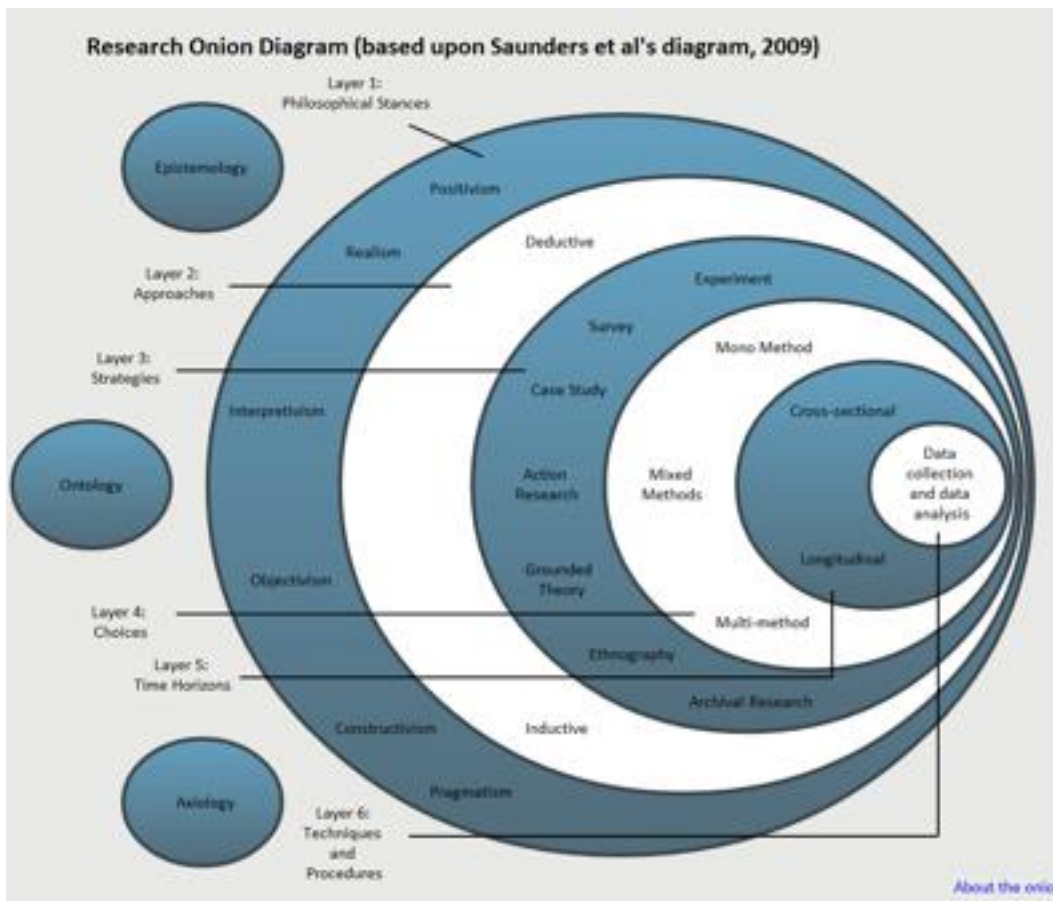 Research Onion Diagram (based upon Saunders et al's diagram, 2009)
Layer 1:
Philosophical Stances
Epistemology
Positivism
Realism
Deductive
Layer 2:
Approaches
Experiment
Survey
Mono Method
Layer 3:
Strategies
Case Study
Cross-sectional
Interpretivism
Ontology
Action
Research
Mixed
Methods
Data
collection
and data
analysis
Longitudinal
Objectivism
Grounded
Theory
Layer 4:
Choices
Multi-method
Ethnography
Layer 5:
Time Horizons
Archival Research
Constructivism
Inductive
Pragmatism
Axiology
Layer 6:
Techniques
and
Procedures
About the onio